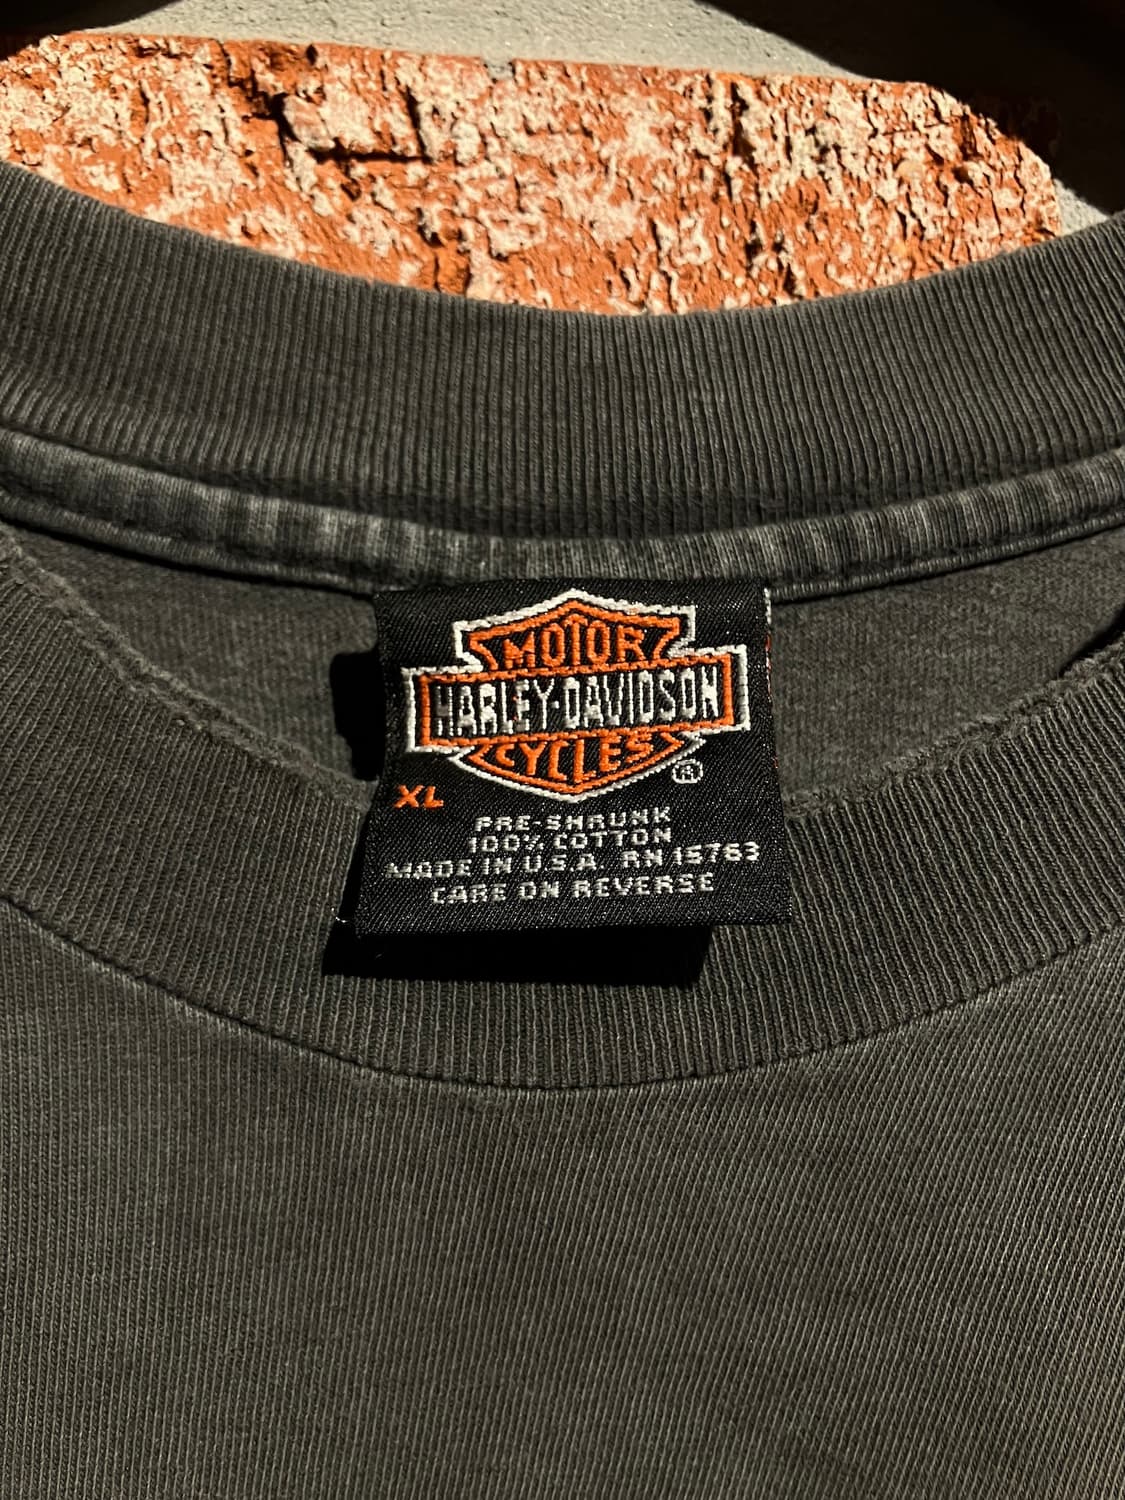 MOTOR
HARLEY-DAVIDSON
CYCLES
®
XL
PRE-SHRUNK
100% COTTON
MADE IN U.S.A. RN 15763
CARE ON REVERSE